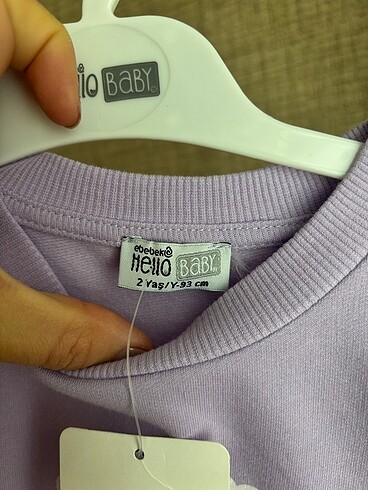 llo BABY
ebebek
Hello BABY
2 Yaş/Y-93 cm